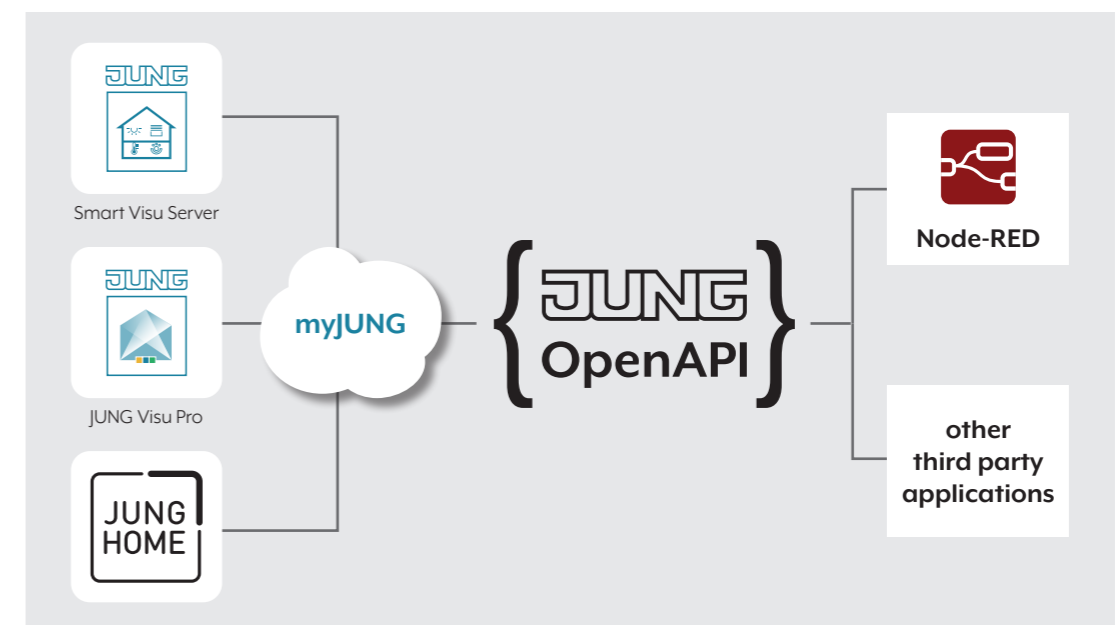 JUNG
Smart Visu Server
JUNG
JUNG Visu Pro
JUNG
HOME
myJUNG
{JUNG
OpenAPI}
Node-RED
other
third party
applications